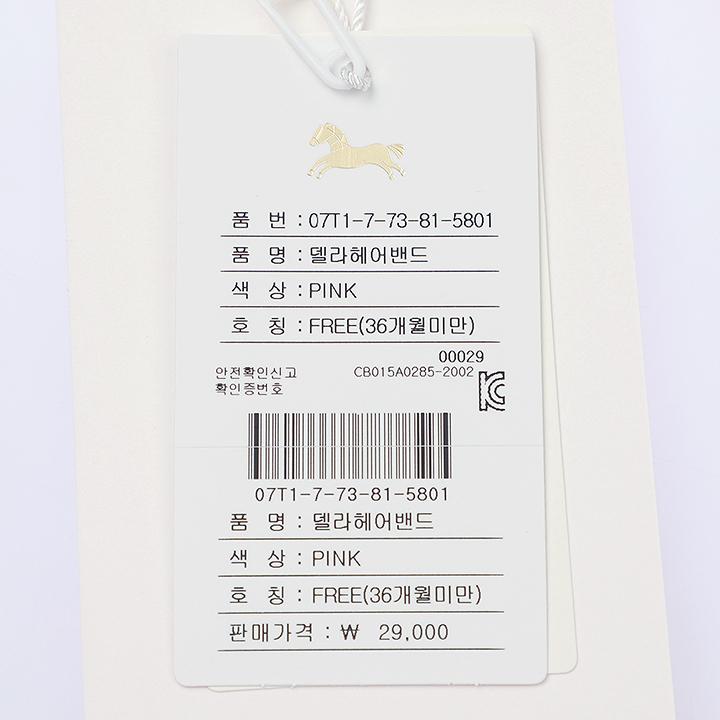 품 번 : 07T1-7-73-81-5801
품 명 : 델라헤어밴드
색 상 : PINK
호 칭 : FREE(36개월미만)
00029
안전확인신고 CB015A0285-2002
확인증번호
07T1-7-73-81-5801
품 명 : 델라헤어밴드
색 상 : PINK
호 칭 : FREE(36개월미만)
판매가격 : ₩ 29,000